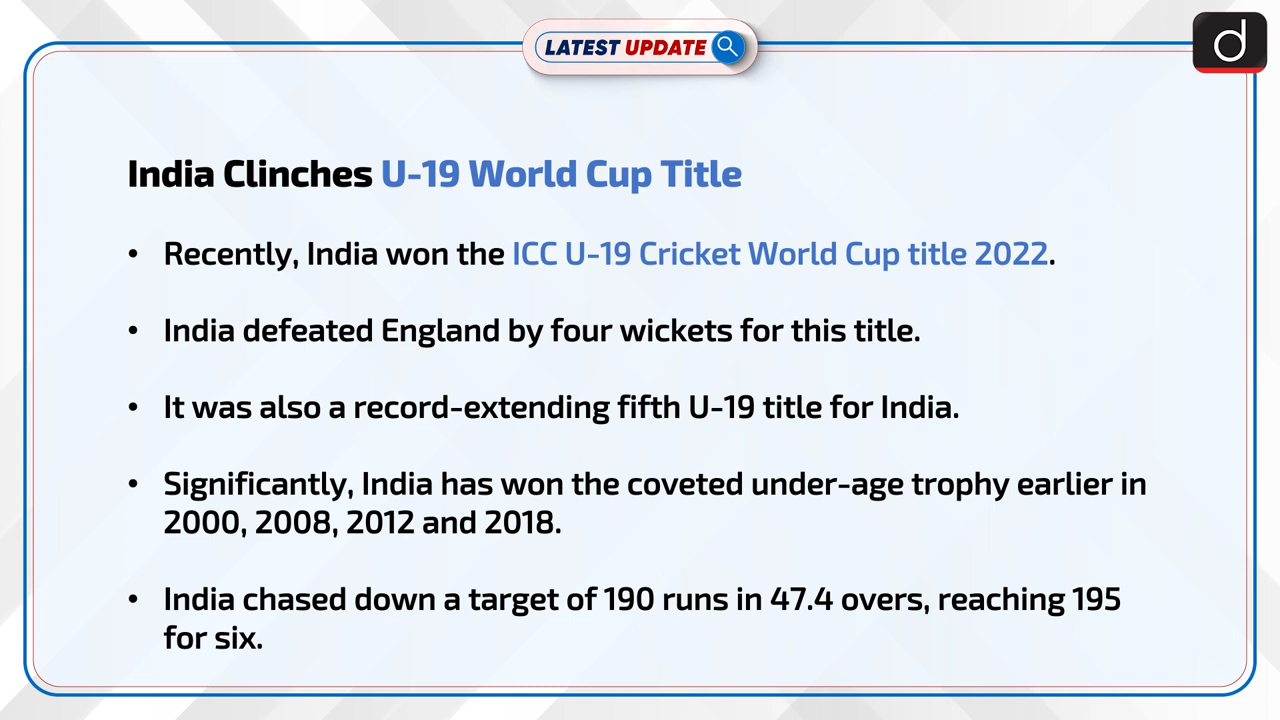 LATEST UPDATE
d
India Clinches U-19 World Cup Title
• Recently, India won the ICC U-19 Cricket World Cup title 2022.
• India defeated England by four wickets for this title.
• It was also a record-extending fifth U-19 title for India.
• Significantly, India has won the coveted under-age trophy earlier in
2000, 2008, 2012 and 2018.
• India chased down a target of 190 runs in 47.4 overs, reaching 195
for six.